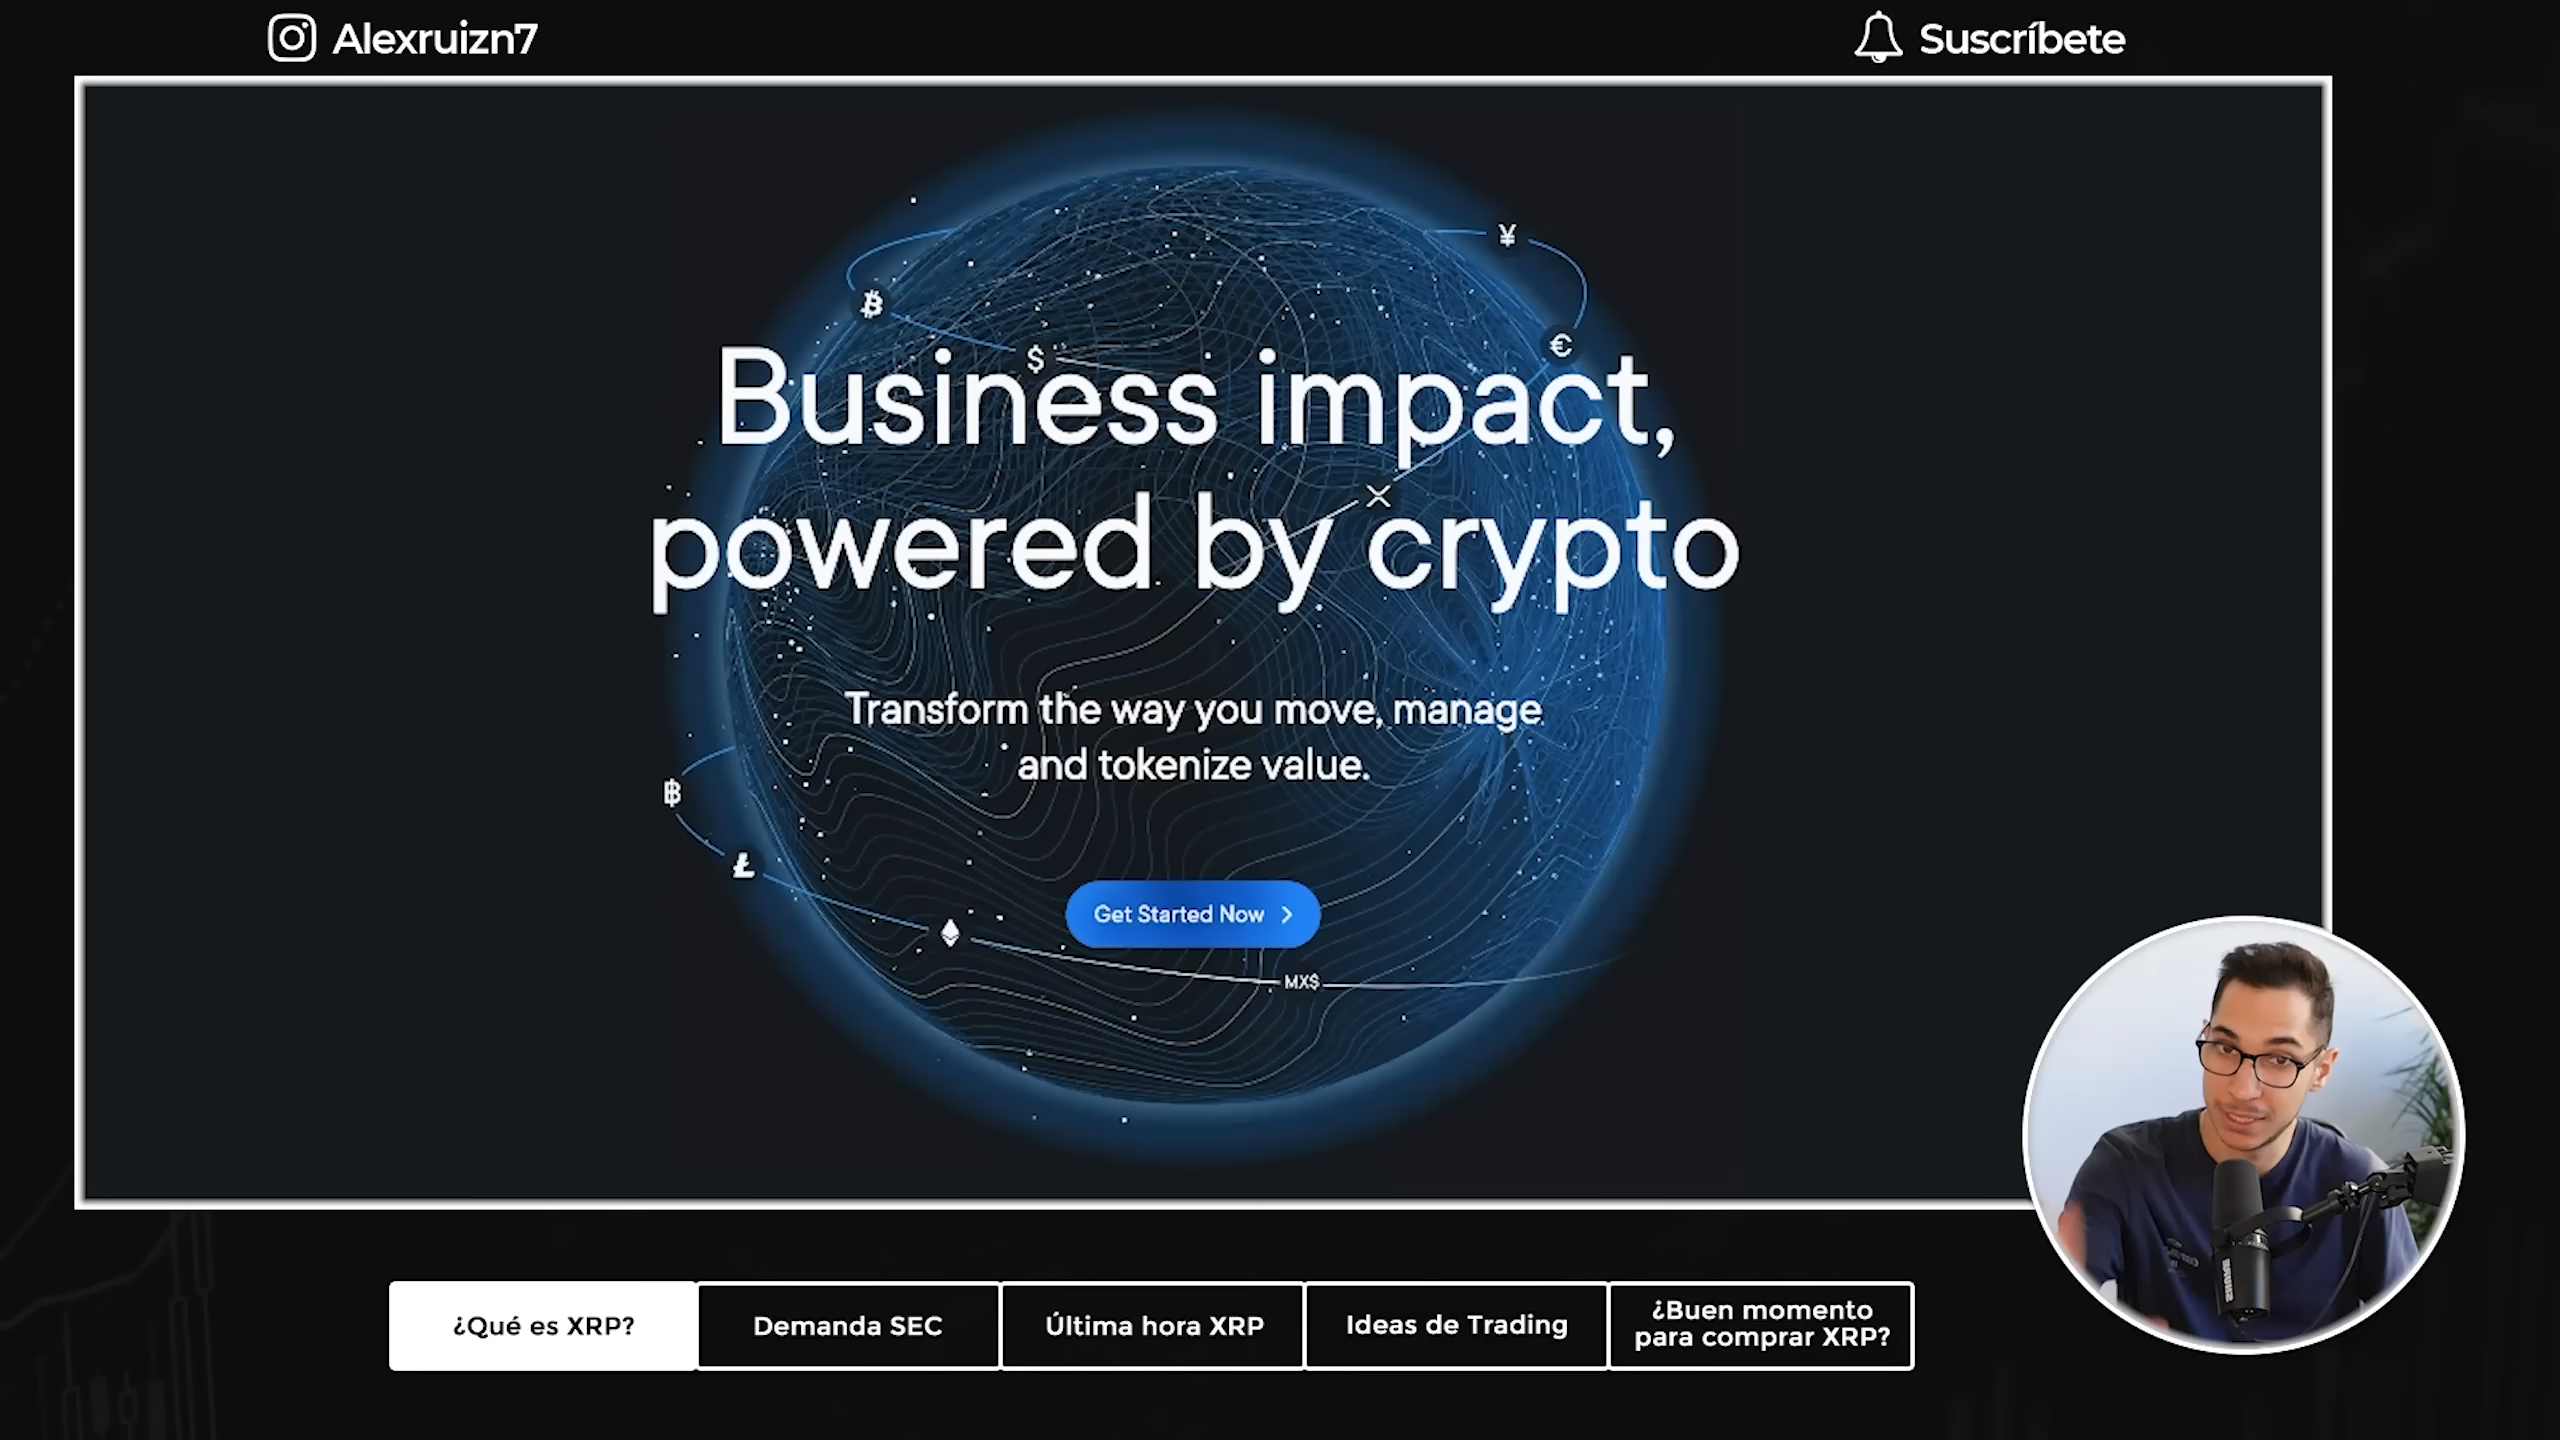 Alexruizn7
Suscríbete
¥
₿
$
€
Business impact,
powered by crypto
Transform the way you move, manage
and tokenize value.
฿
Ł
Get Started Now
MX$
¿Qué es XRP?
Demanda SEC
Última hora XRP
Ideas de Trading
¿Buen momento
para comprar XRP?